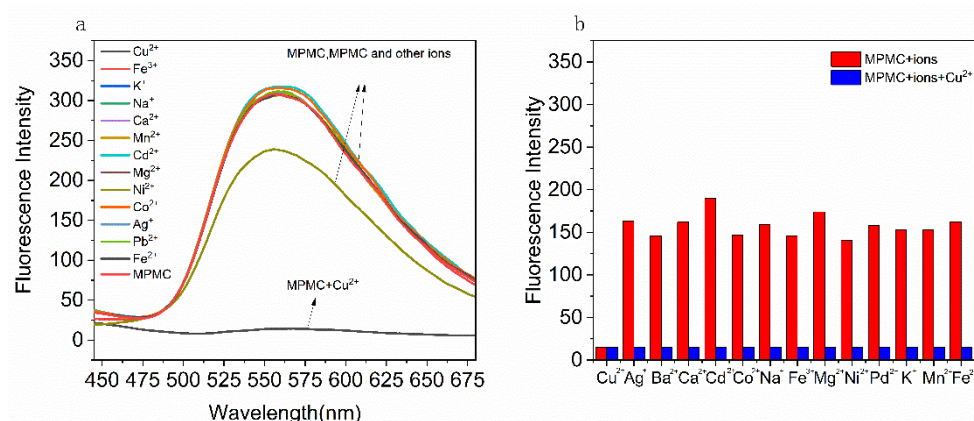 a
Fluorescence Intensity
350
300
250
200
150
100
50
0
Cu²⁺
Fe³⁺
K⁺
Na⁺
Ca²⁺
Mn²⁺
Cd²⁺
Mg²⁺
Ni²⁺
Co²⁺
Ag⁺
Pb²⁺
Fe²⁺
MPMC
MPMC,MPMC and other ions
MPMC+Cu²⁺
450 475 500 525 550 575 600 625 650 675
Wavelength(nm)
b
Fluorescence Intensity
350
300
250
200
150
100
50
0
MPMC+ions
MPMC+ions+Cu²⁺
Cu²⁺ Ag⁺ Ba²⁺ Ca²⁺ Cd²⁺ Co²⁺ Na⁺ Fe³⁺ Mg²⁺ Ni²⁺ Pd²⁺ K⁺ Mn²⁺ Fe²⁺